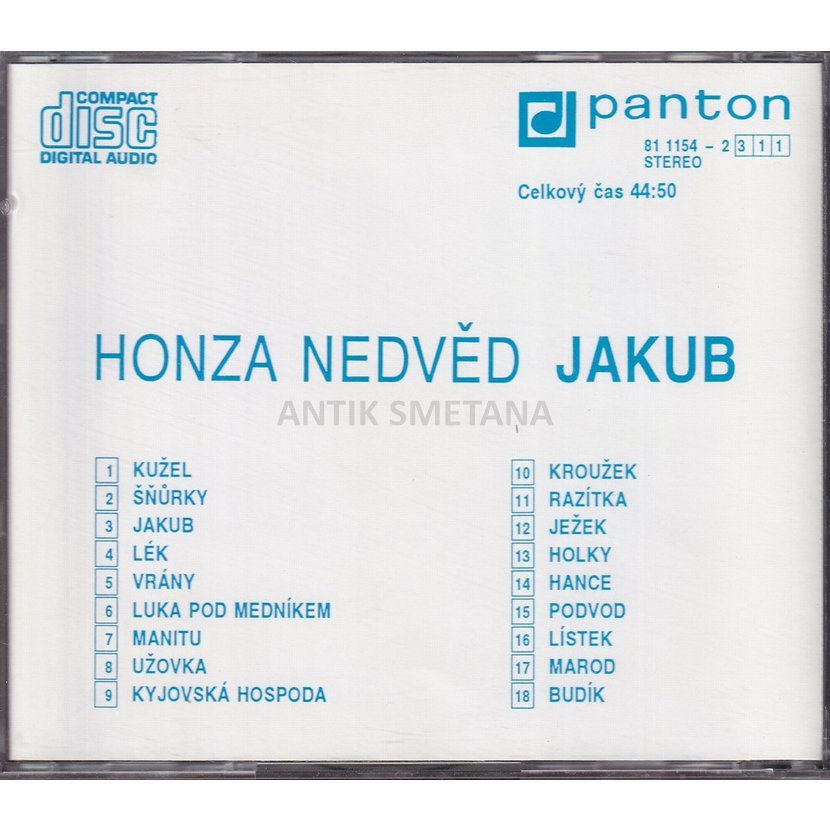 COMPACT
disc
DIGITAL AUDIO
panton
81 1154 - 2 3 1 1
STEREO
Celkový čas 44:50
HONZA NEDVĚD JAKUB
ANTIK SMETANA
1 KUŽEL
2 ŠŇŮRKY
3 JAKUB
4 LÉK
5 VRÁNY
6 LUKA POD MEDNÍKEM
7 MANITU
8 UŽOVKA
9 KYJOVSKÁ HOSPODA
10 KROUŽEK
11 RAZÍTKA
12 JEŽEK
13 HOLKY
14 HANCE
15 PODVOD
16 LÍSTEK
17 MAROD
18 BUDÍK